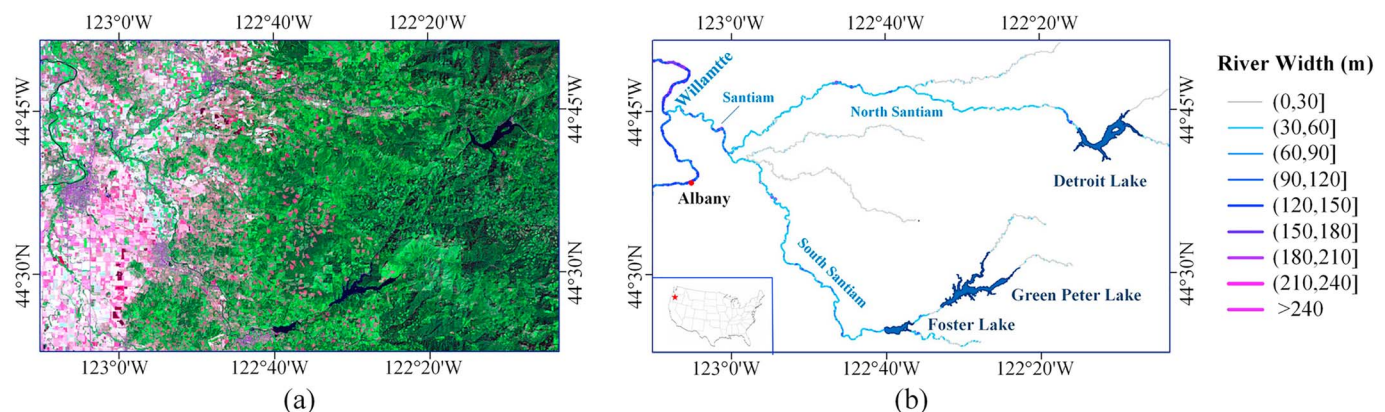 123°0'W 122°40'W 122°20'W
44°45'W 44°45'W
44°30'N 44°30'N
123°0'W 122°40'W 122°20'W
(a)
123°0'W 122°40'W 122°20'W
44°45'W 44°45'W
44°30'N 44°30'N
Willamtte
Santiam
North Santiam
Detroit Lake
Albany
South Santiam
Green Peter Lake
Foster Lake
123°0'W 122°40'W 122°20'W
(b)
River Width (m)
(0,30]
(30,60]
(60,90]
(90,120]
(120,150]
(150,180]
(180,210]
(210,240]
>240